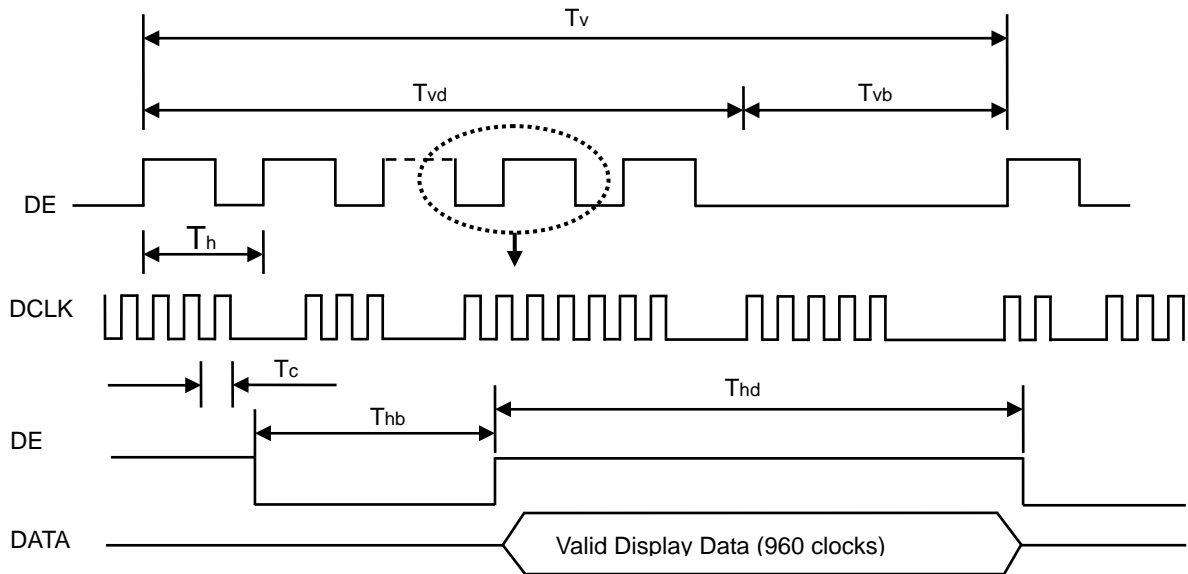 Tv
Tvd
Tvb
DE
Th
DCLK
Tc
Thb
Thd
DE
DATA
Valid Display Data (960 clocks)